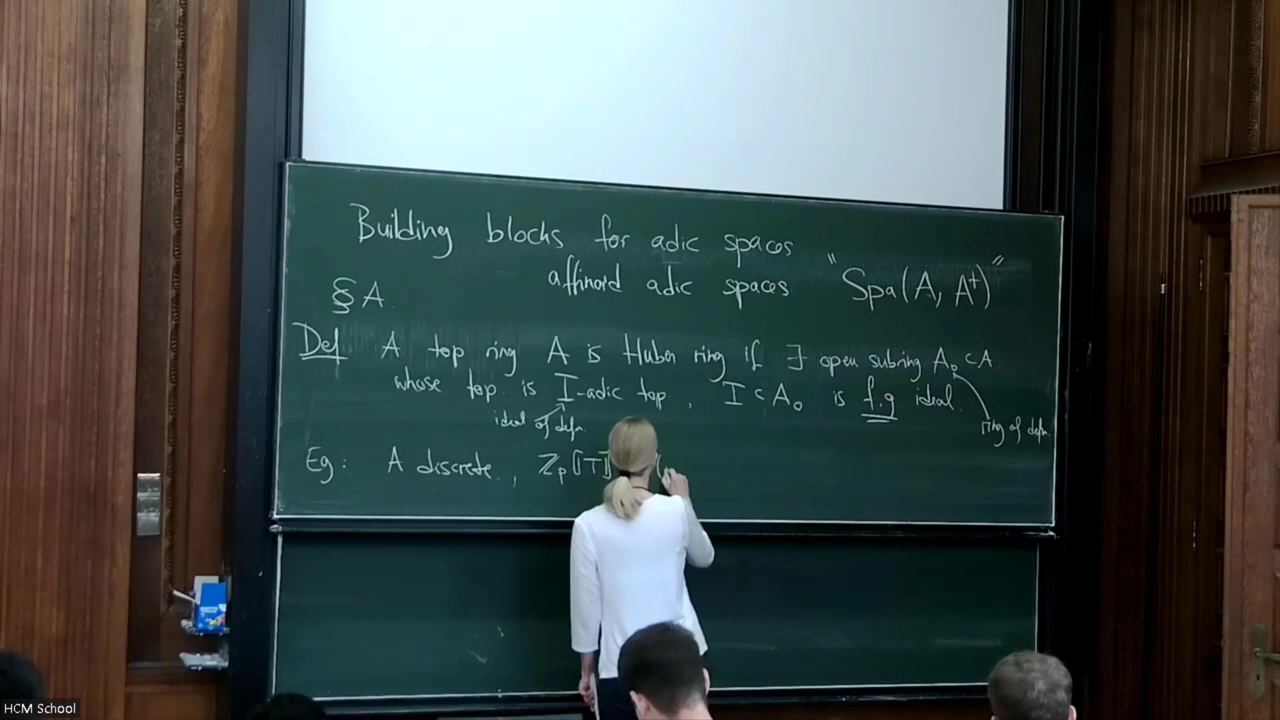 Building blocks for adic spaces
affinoid adic spaces "Spa(A, A⁺)"
§ A.
Def A top ring A is Huber ring if ∃ open subring A₀ ⊂ A
whose top. is I-adic top, I ⊂ A₀ is f.g ideal.
ideal of defn.
ring of defn.
Eg: A discrete, ℤₚ[[T]]
HCM School